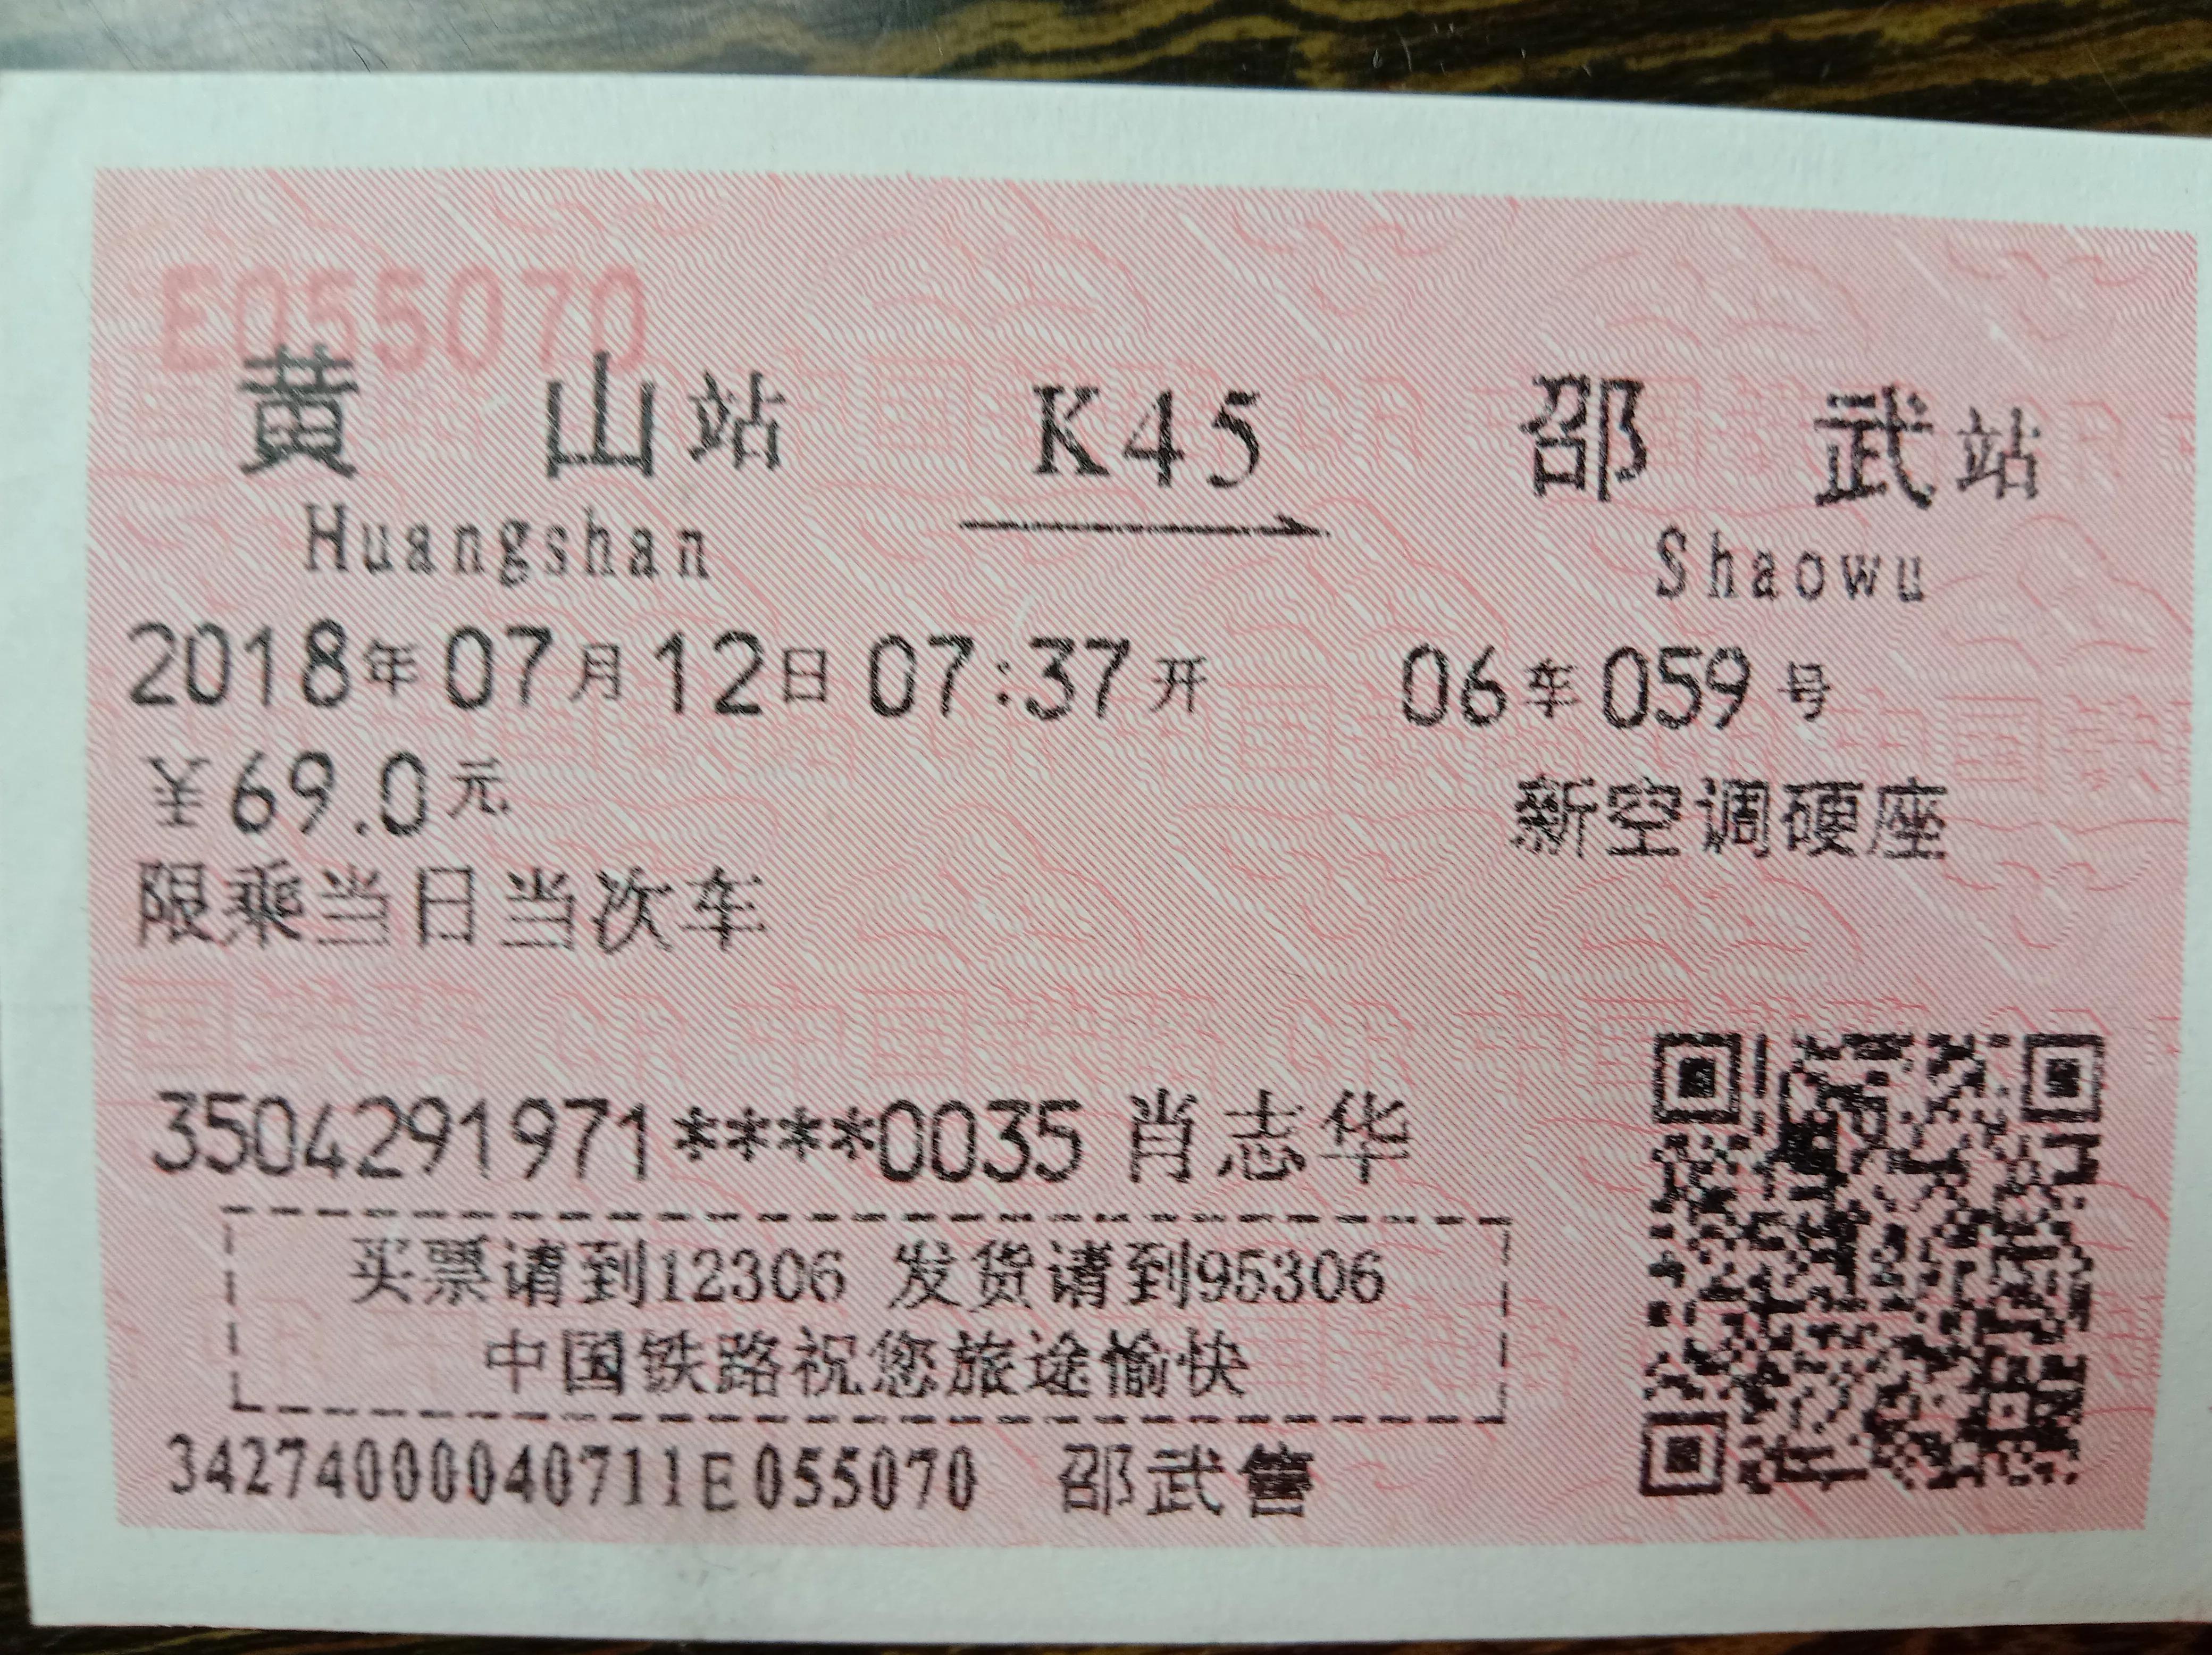 E055070
黄 山站 K45 邵 武站
Huangshan Shaowu
2018年07月12日07:37开 06车059号
¥69.0元 新空调硬座
限乘当日当次车
3504291971****0035 肖志华
买票请到12306 发货请到95306
中国铁路祝您旅途愉快
34274000040711E055070 邵武售